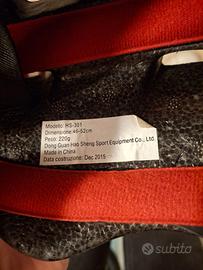 Modello: HS-301
Dimensione:46-52cm
Peso: 220g
Dong Guan Hao Sheng Sport Equipment Co., Ltd.
Made in China
Data costruzione: Dec 2015
subito